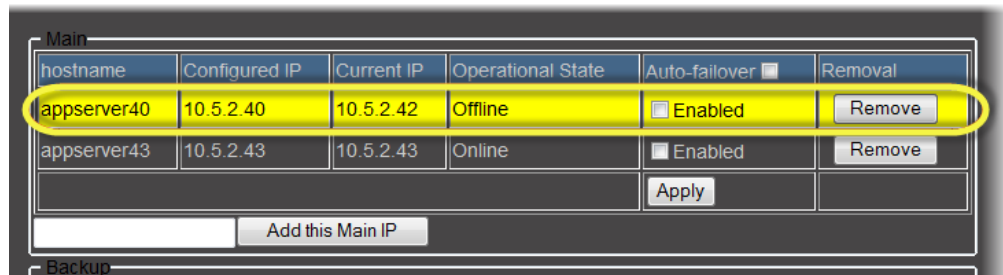 Main
hostname Configured IP Current IP Operational State Auto-failover Removal
appserver40 10.5.2.40 10.5.2.42 Offline Enabled Remove
appserver43 10.5.2.43 10.5.2.43 Online Enabled Remove
Apply
Add this Main IP
Backup